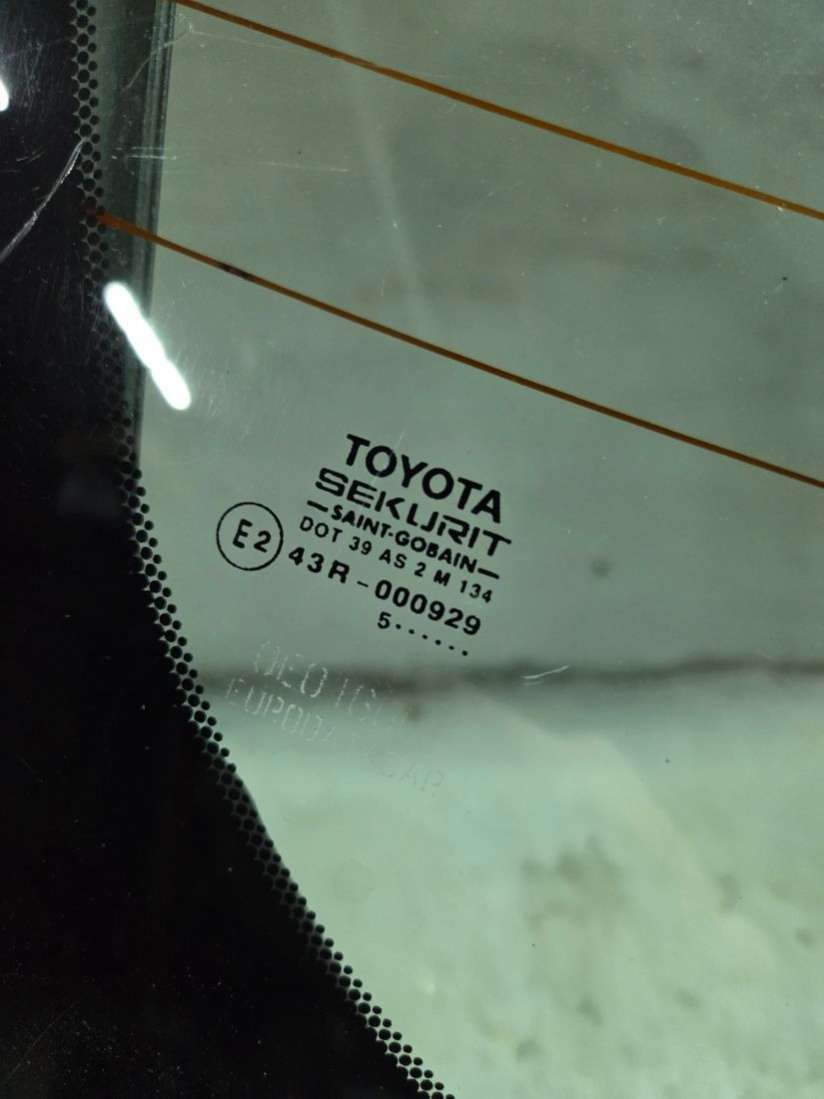 TOYOTA
SEKURIT
–SAINT-GOBAIN–
DOT 39 AS 2 M 134
E2 43R-000929
5......